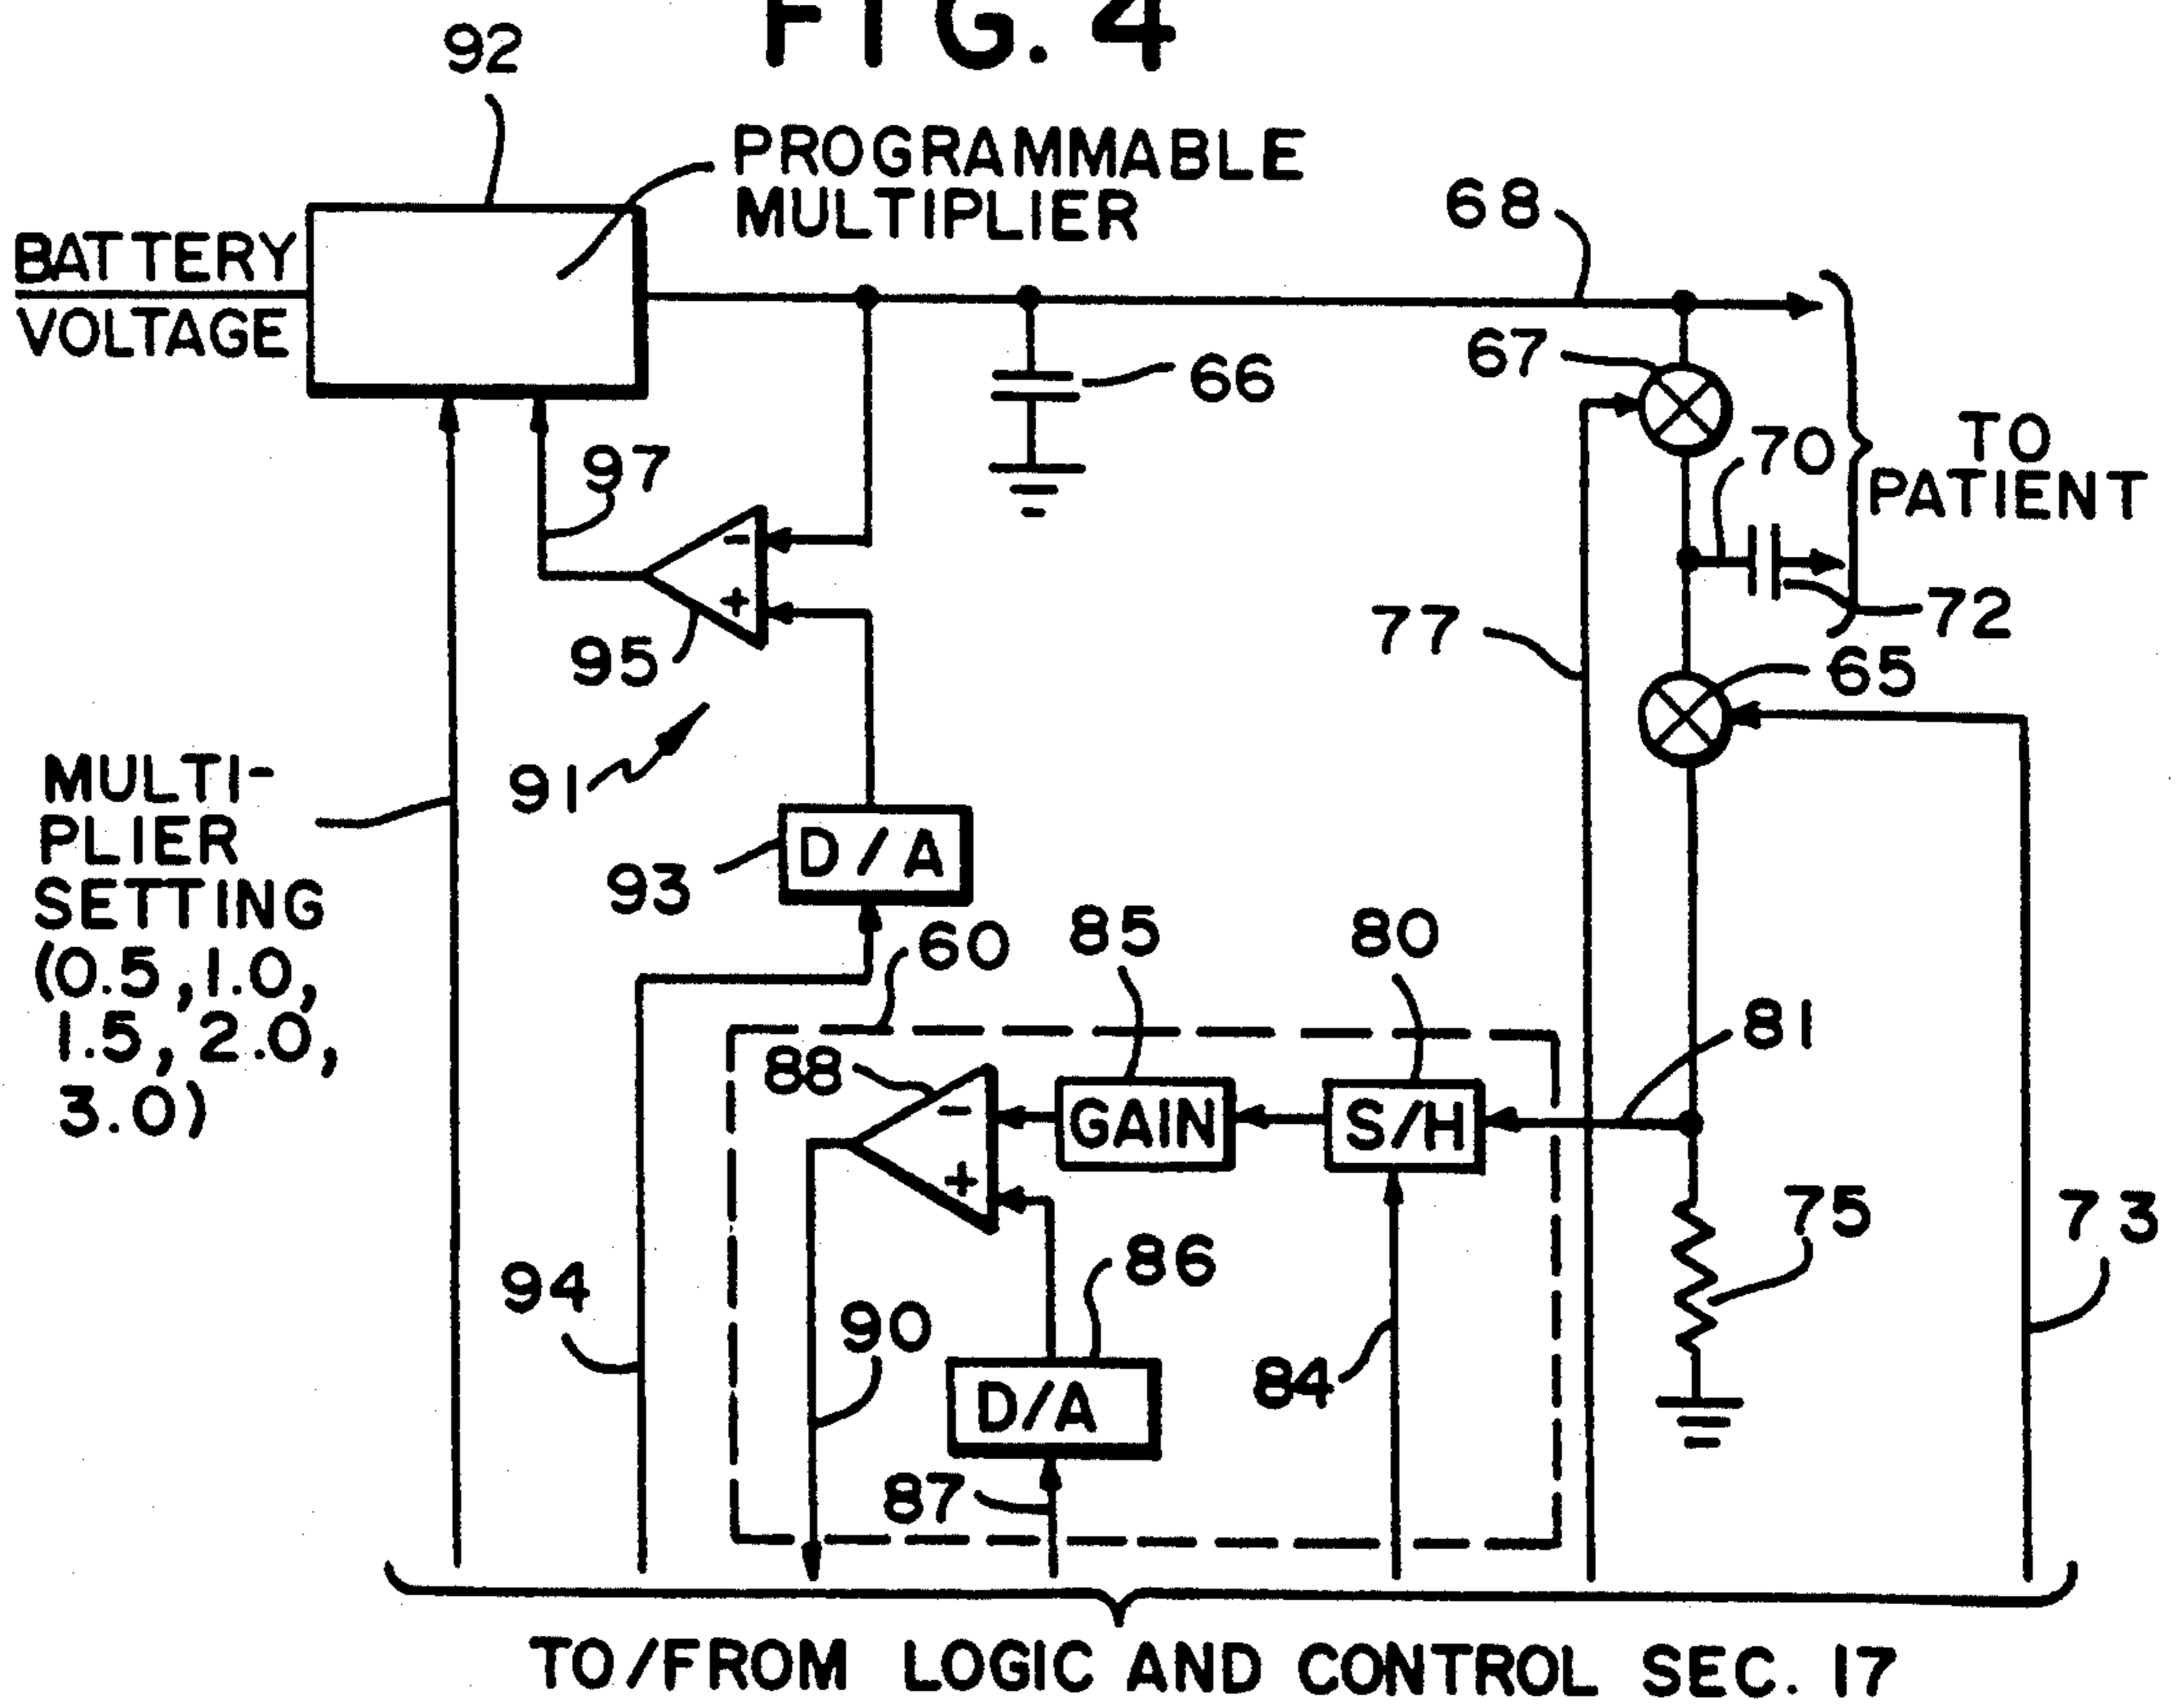 FIG. 4
92
PROGRAMMABLE
MULTIPLIER
68
BATTERY
VOLTAGE
67
66
70
TO
PATIENT
97
-
+
72
77
95
65
91
MULTI-
PLIER
SETTING
(0.5, 1.0,
1.5, 2.0,
3.0)
D/A
93
60
85
80
81
88
-
GAIN
S/H
+
75
73
86
94
90
84
D/A
87
TO/FROM LOGIC AND CONTROL SEC. 17